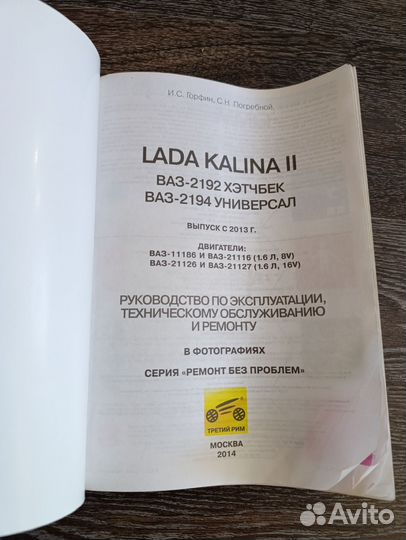 И.С. Горфин, С.Н. Погребной.
LADA KALINA II
ВАЗ-2192 ХЭТЧБЕК
ВАЗ-2194 УНИВЕРСАЛ
ВЫПУСК С 2013 Г.
ДВИГАТЕЛИ:
ВАЗ-11186 И ВАЗ-21116 (1.6 Л, 8V)
ВАЗ-21126 И ВАЗ-21127 (1.6 Л, 16V)
РУКОВОДСТВО ПО ЭКСПЛУАТАЦИИ,
ТЕХНИЧЕСКОМУ ОБСЛУЖИВАНИЮ
И РЕМОНТУ
В ФОТОГРАФИЯХ
СЕРИЯ «РЕМОНТ БЕЗ ПРОБЛЕМ»
ТРЕТИЙ РИМ
МОСКВА
2014
Avito